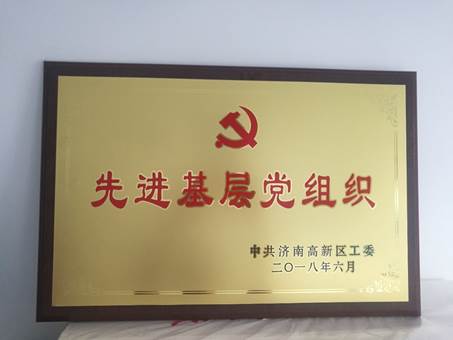 先进基层党组织
中共济南高新区工委
二〇一八年六月